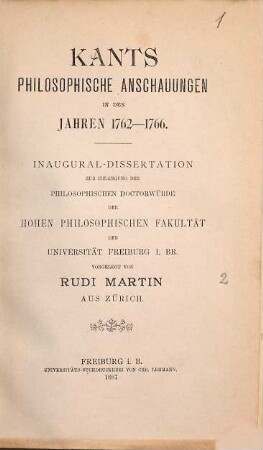 1
KANTS
PHILOSOPHISCHE ANSCHAUUNGEN
IN DEN
JAHREN 1762—1766.
INAUGURAL-DISSERTATION
ZUR ERLANGUNG DER
PHILOSOPHISCHEN DOCTORWÜRDE
DER
HOHEN PHILOSOPHISCHEN FAKULTÄT
DER
UNIVERSITÄT FREIBURG I. BR.
VORGELEGT VON
RUDI MARTIN
AUS ZÜRICH.
2
FREIBURG i. B.
UNIVERSITÄTS-BUCHDRUCKEREI VON CHR. LEHMANN.
1887.